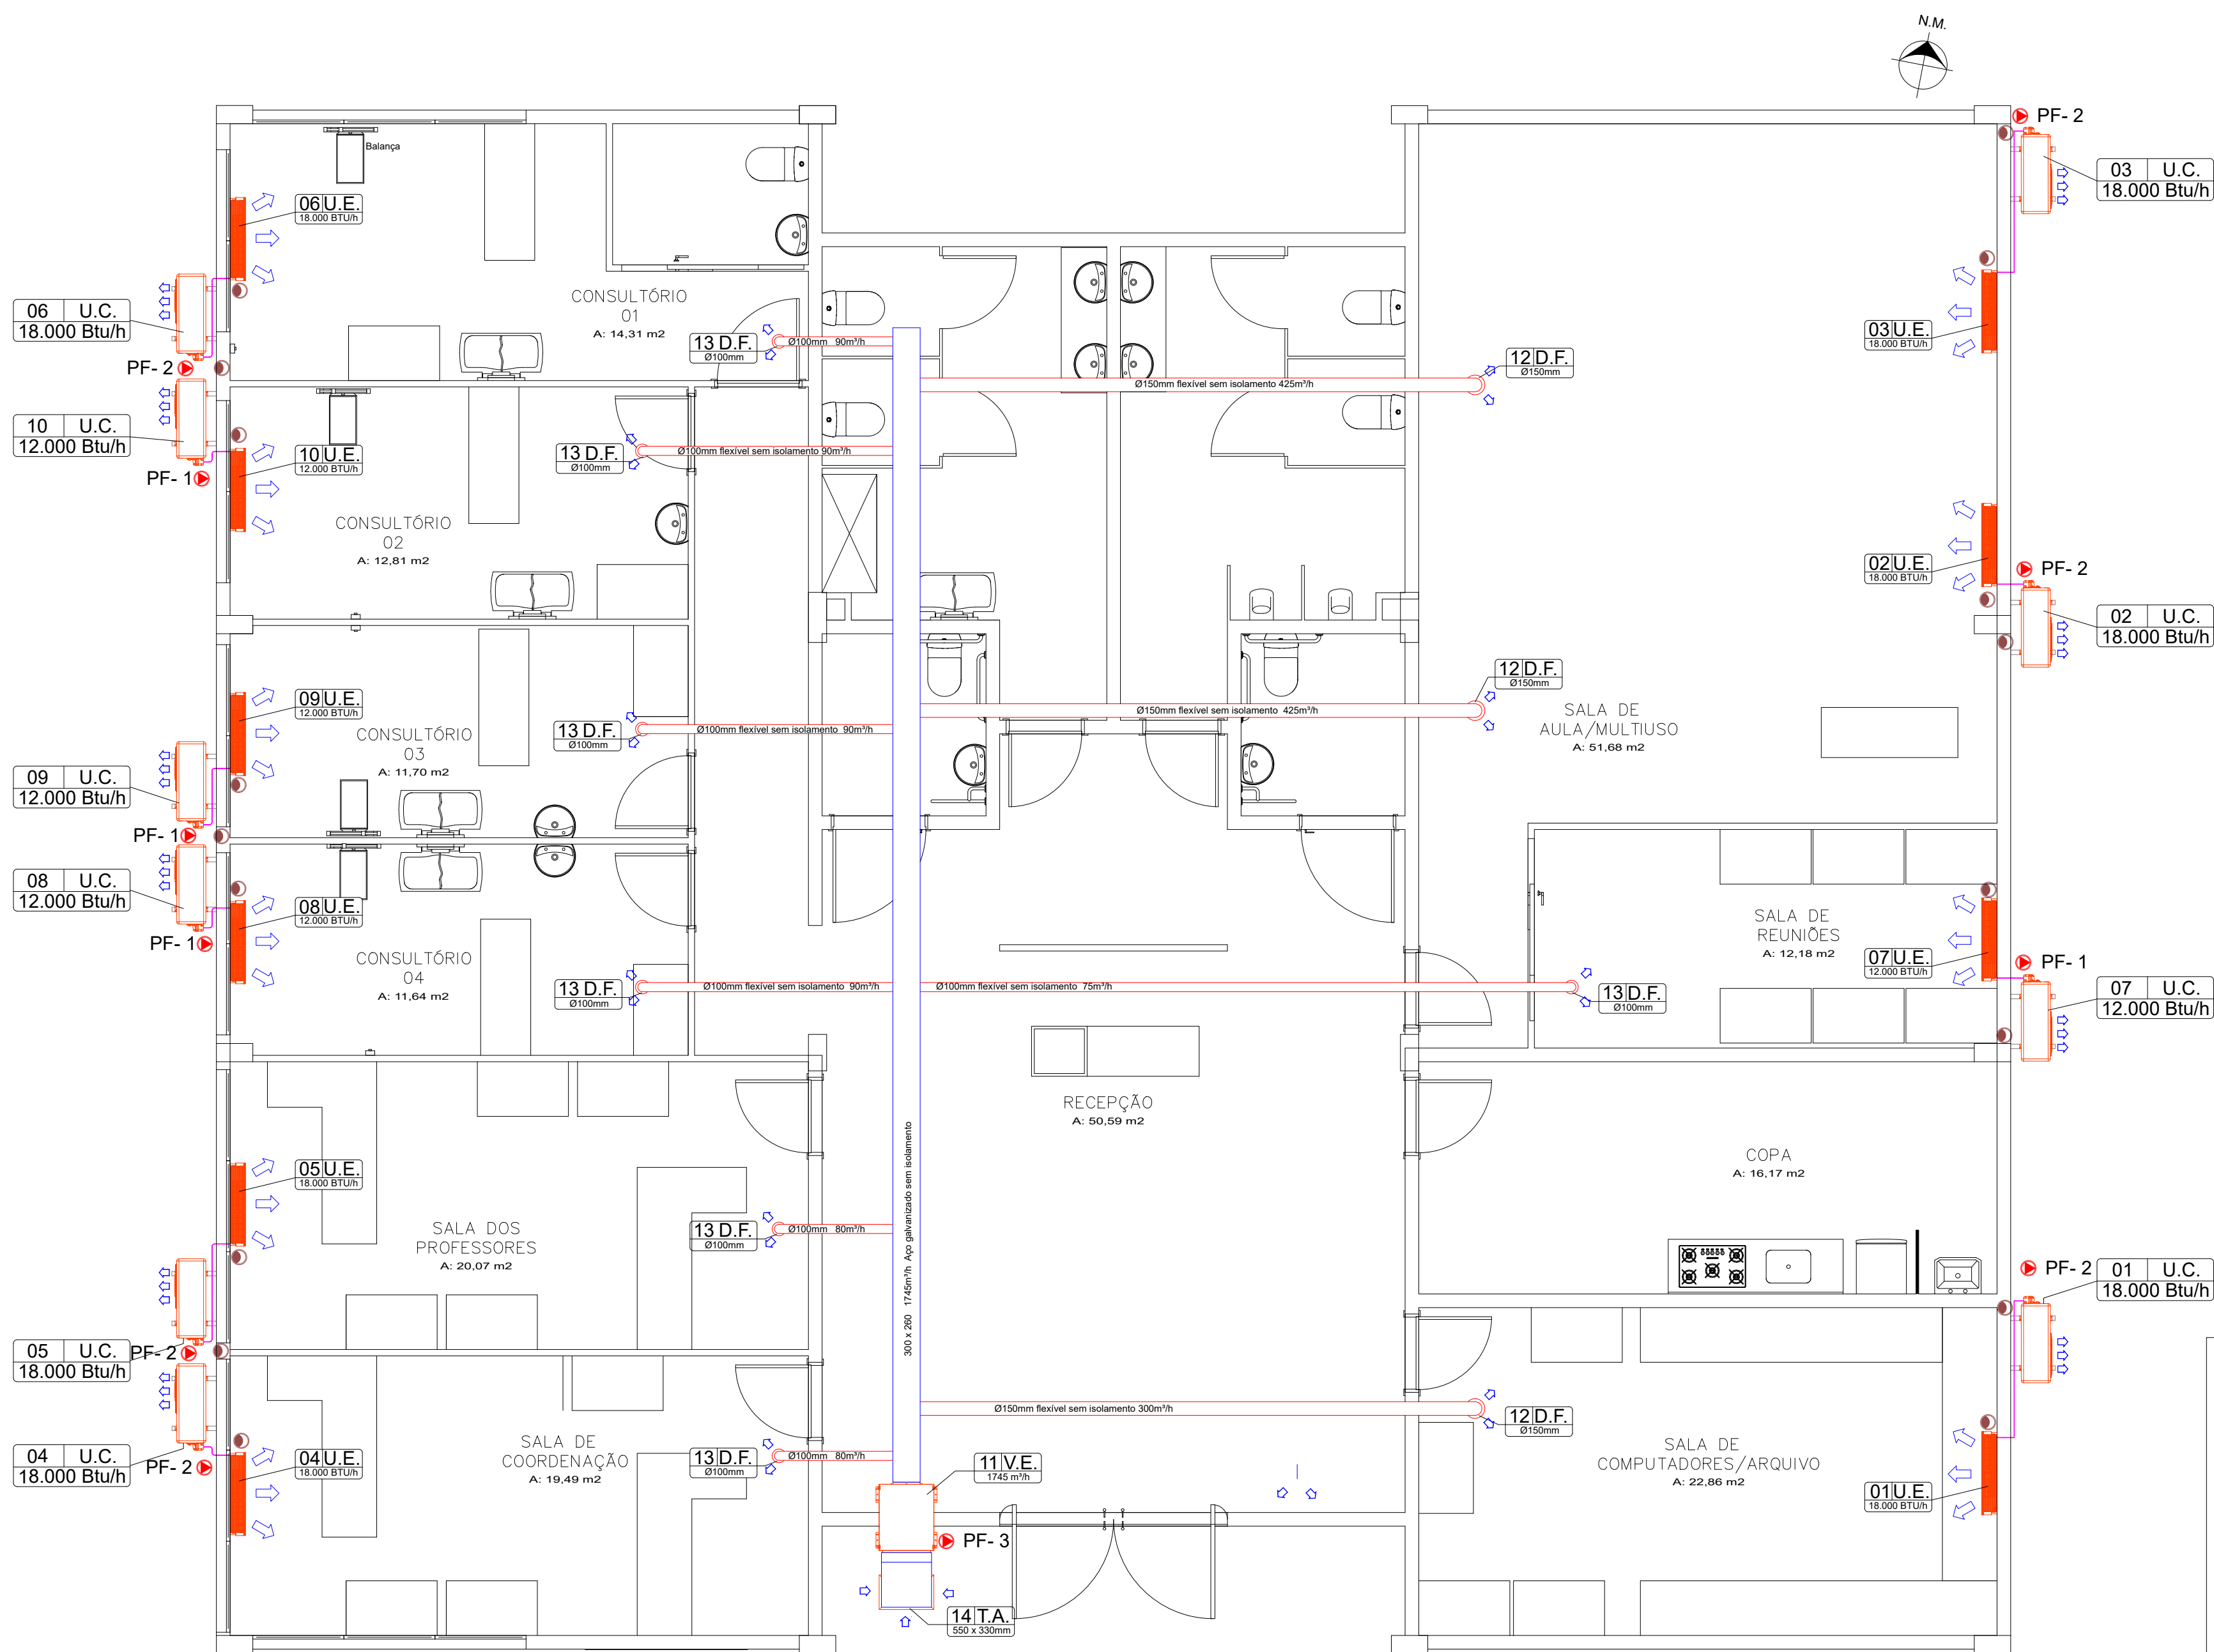 N.M.
PF- 2
Balança
03 U.C.
18.000 Btu/h
06 U.E.
18.000 BTU/h
CONSULTÓRIO
01
A: 14,31 m2
06 U.C.
18.000 Btu/h
PF- 2
13 D.F.
Ø100mm
Ø100mm 90m³/h
03 U.E.
18.000 BTU/h
12 D.F.
Ø150mm
Ø150mm flexível sem isolamento 425m³/h
10 U.C.
12.000 Btu/h
PF- 1
10 U.E.
12.000 BTU/h
13 D.F.
Ø100mm
Ø100mm flexível sem isolamento 90m³/h
CONSULTÓRIO
02
A: 12,81 m2
02 U.E.
18.000 BTU/h
PF- 2
02 U.C.
18.000 Btu/h
09 U.E.
12.000 BTU/h
CONSULTÓRIO
03
A: 11,70 m2
13 D.F.
Ø100mm
Ø100mm flexível sem isolamento 90m³/h
Ø150mm flexível sem isolamento 425m³/h
12 D.F.
Ø150mm
SALA DE
AULA/MULTIUSO
A: 51,68 m2
09 U.C.
12.000 Btu/h
PF- 1
08 U.C.
12.000 Btu/h
PF- 1
08 U.E.
12.000 BTU/h
CONSULTÓRIO
04
A: 11,64 m2
13 D.F.
Ø100mm
Ø100mm flexível sem isolamento 90m³/h
Ø100mm flexível sem isolamento 75m³/h
13 D.F.
Ø100mm
SALA DE
REUNIÕES
A: 12,18 m2
07 U.E.
12.000 BTU/h
PF- 1
07 U.C.
12.000 Btu/h
RECEPÇÃO
A: 50,59 m2
COPA
A: 16,17 m2
05 U.E.
18.000 BTU/h
SALA DOS
PROFESSORES
A: 20,07 m2
13 D.F.
Ø100mm
Ø100mm 80m³/h
300 x 260 1745m³/h Aço galvanizado sem isolamento
PF- 2
01 U.C.
18.000 Btu/h
05 U.C.
18.000 Btu/h
PF- 2
04 U.C.
18.000 Btu/h
PF- 2
04 U.E.
18.000 BTU/h
SALA DE
COORDENAÇÃO
A: 19,49 m2
13 D.F.
Ø100mm
Ø100mm 80m³/h
Ø150mm flexível sem isolamento 300m³/h
12 D.F.
Ø150mm
SALA DE
COMPUTADORES/ARQUIVO
A: 22,86 m2
01 U.E.
18.000 BTU/h
11 V.E.
1745 m³/h
PF- 3
14 T.A.
550 x 330mm